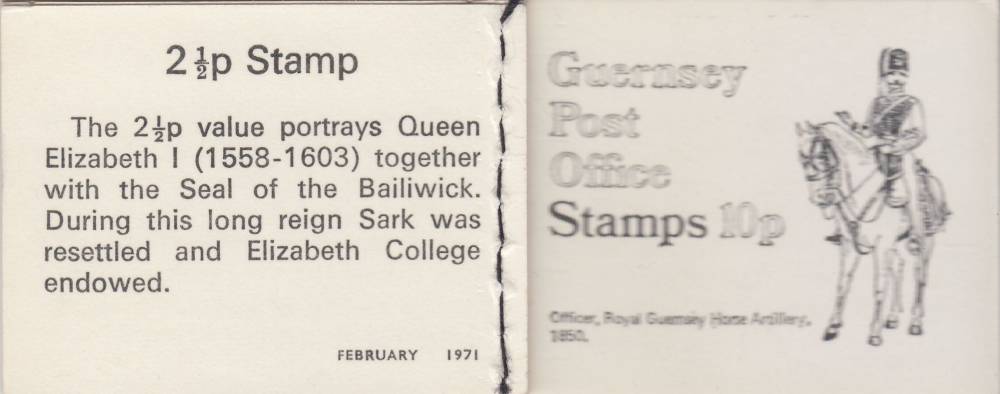 2½p Stamp
The 2½p value portrays Queen
Elizabeth I (1558-1603) together
with the Seal of the Bailiwick.
During this long reign Sark was
resettled and Elizabeth College
endowed.
FEBRUARY 1971
Guernsey
Post
Office
Stamps 10p
Officer, Royal Guernsey Horse Artillery,
1850.